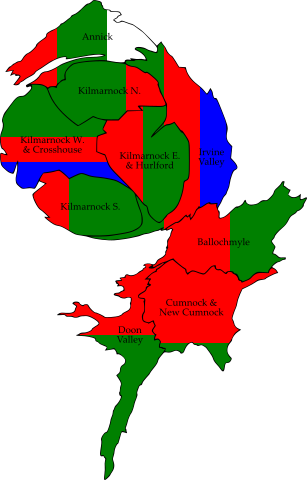 Annick
Kilmarnock N.
Kilmarnock W.
& Crosshouse
Kilmarnock E.
& Hurlford
Irvine
Valley
Kilmarnock S.
Ballochmyle
Cumnock &
New Cumnock
Doon
Valley